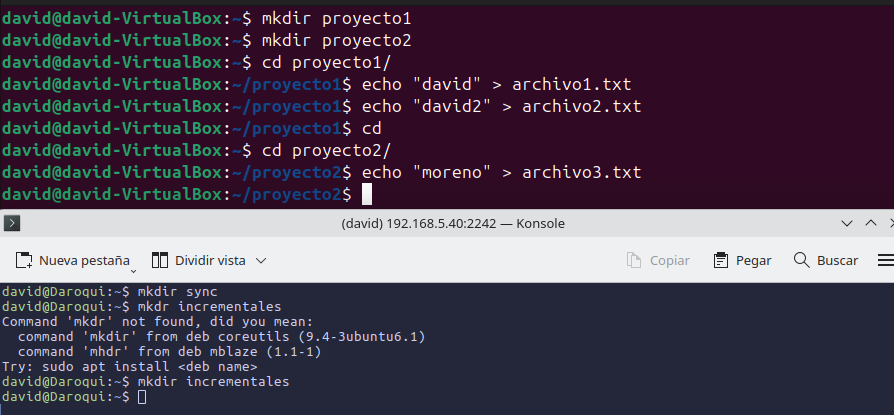 david@david-VirtualBox:~$ mkdir proyecto1
david@david-VirtualBox:~$ mkdir proyecto2
david@david-VirtualBox:~$ cd proyecto1/
david@david-VirtualBox:~/proyecto1$ echo "david" > archivo1.txt
david@david-VirtualBox:~/proyecto1$ echo "david2" > archivo2.txt
david@david-VirtualBox:~/proyecto1$ cd
david@david-VirtualBox:~$ cd proyecto2/
david@david-VirtualBox:~/proyecto2$ echo "moreno" > archivo3.txt
david@david-VirtualBox:~/proyecto2$
(david) 192.168.5.40:2242 — Konsole
Nueva pestaña Dividir vista Copiar Pegar Buscar
david@Daroqui:~$ mkdir sync
david@Daroqui:~$ mkdr incrementales
Command 'mkdr' not found, did you mean:
  command 'mkdir' from deb coreutils (9.4-3ubuntu6.1)
  command 'mhdr' from deb mblaze (1.1-1)
Try: sudo apt install <deb name>
david@Daroqui:~$ mkdir incrementales
david@Daroqui:~$